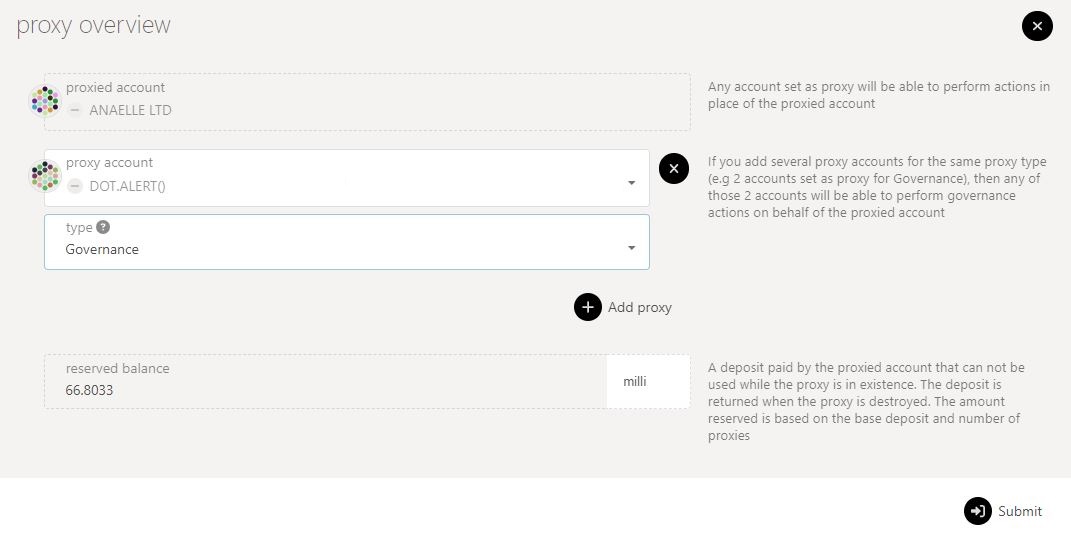 proxy overview
proxied account
ANAELLE LTD
Any account set as proxy will be able to perform actions in
place of the proxied account
proxy account
DOT.ALERT()
If you add several proxy accounts for the same proxy type
(e.g 2 accounts set as proxy for Governance), then any of
those 2 accounts will be able to perform governance
actions on behalf of the proxied account
type ?
Governance
Add proxy
reserved balance
66.8033
milli
A deposit paid by the proxied account that can not be
used while the proxy is in existence. The deposit is
returned when the proxy is destroyed. The amount
reserved is based on the base deposit and number of
proxies
Submit